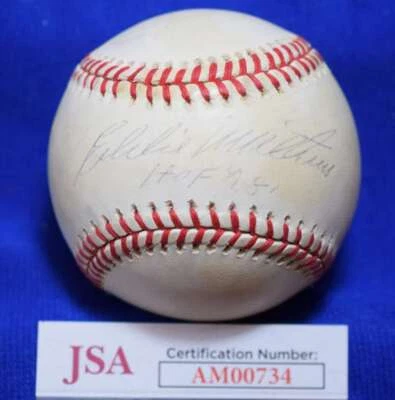 Eddie Mathews
HOF 78
JSA
Certification Number:
AM00734